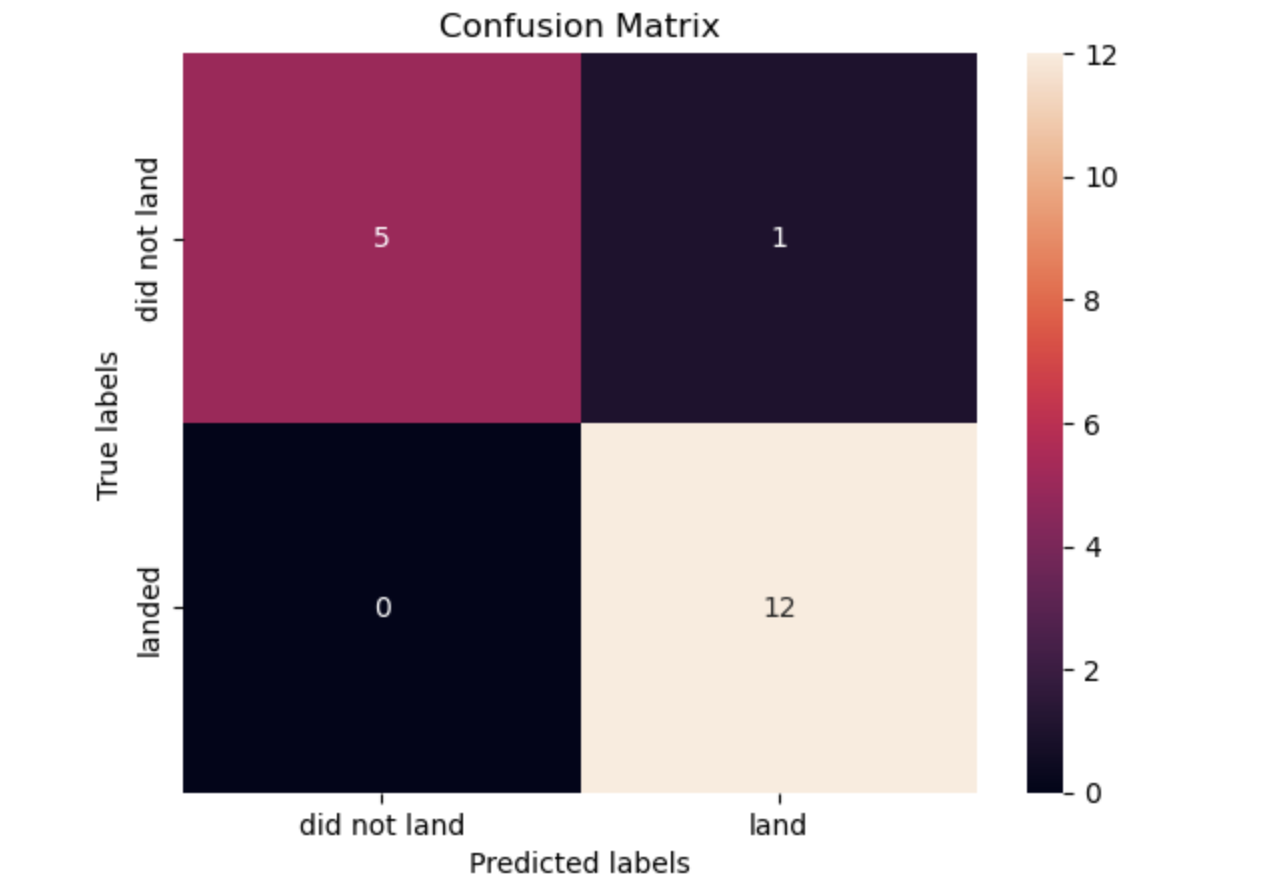 Confusion Matrix
did not land
landed
True labels
5
1
0
12
did not land
land
Predicted labels
12
10
8
6
4
2
0